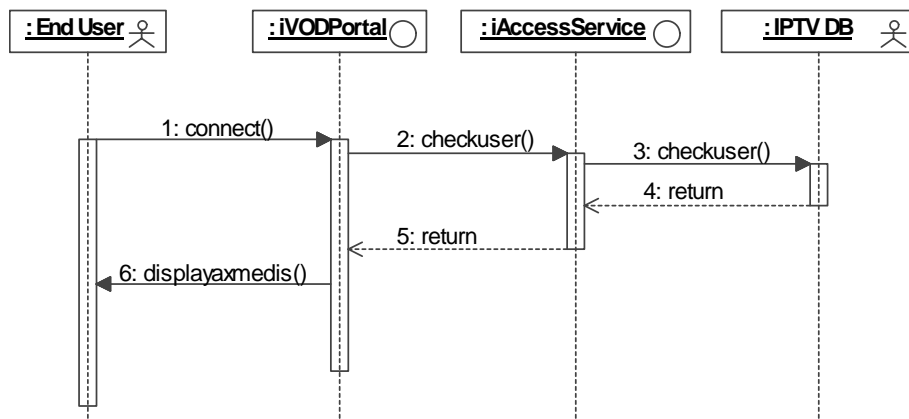 : End User
: iVODPortal
: iAccessService
: IPTV DB
1: connect()
2: checkuser()
3: checkuser()
4: return
5: return
6: displayaxmedis()